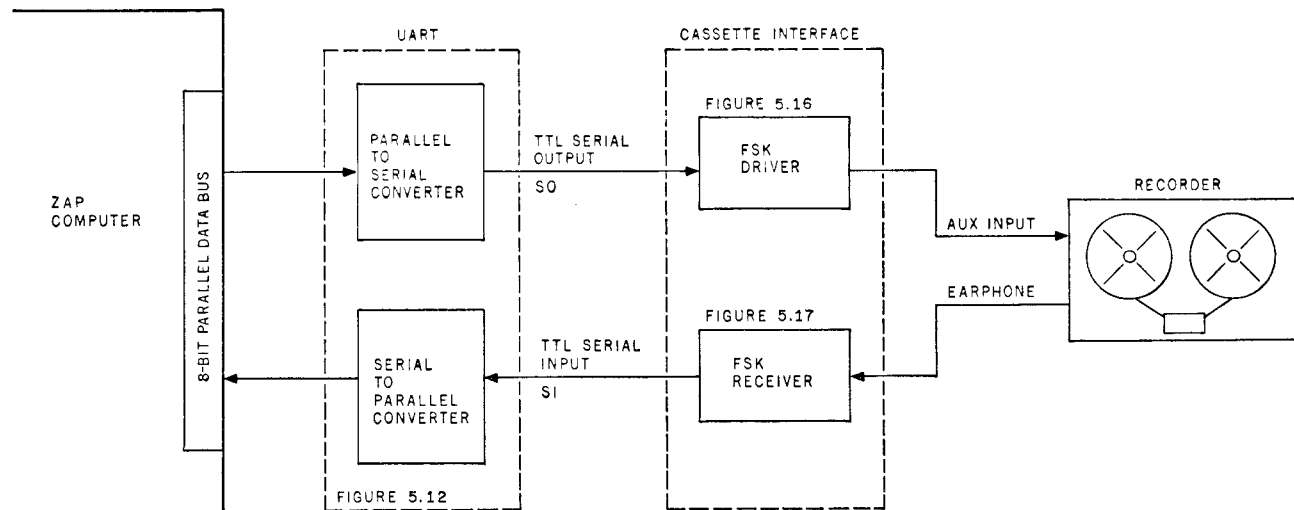 UART
CASSETTE INTERFACE
FIGURE 5.16
PARALLEL
TO
SERIAL
CONVERTER
TTL SERIAL
OUTPUT
SO
FSK
DRIVER
RECORDER
ZAP
COMPUTER
8-BIT PARALLEL DATA BUS
AUX INPUT
EARPHONE
FIGURE 5.17
SERIAL
TO
PARALLEL
CONVERTER
TTL SERIAL
INPUT
SI
FSK
RECEIVER
FIGURE 5.12